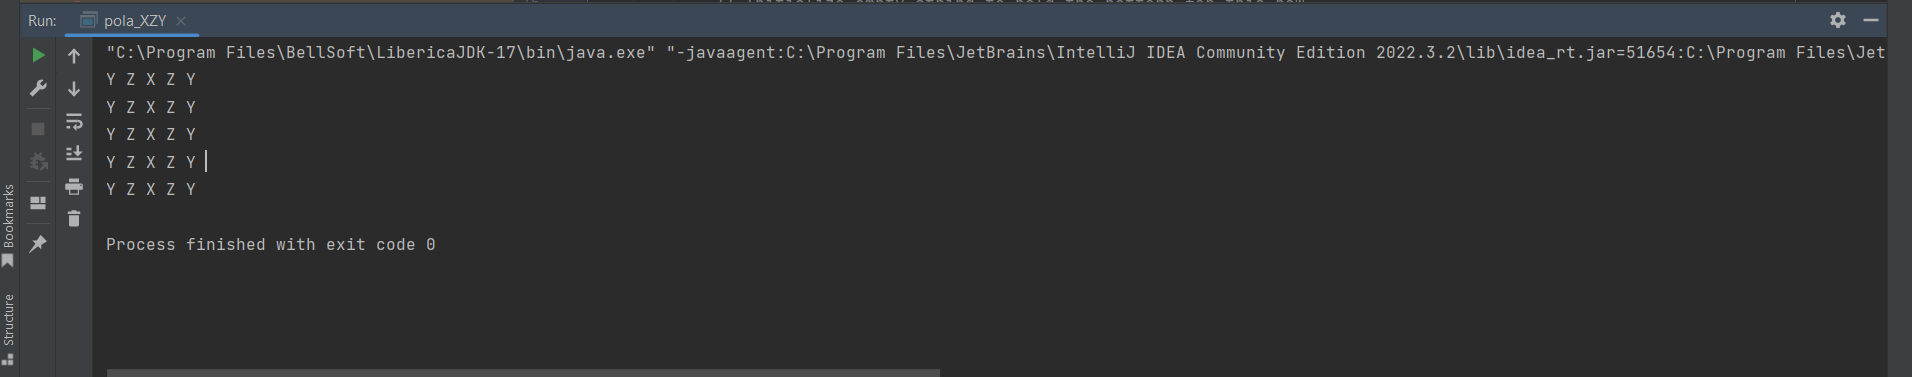 Run: pola_XZY
"C:\Program Files\BellSoft\LibericaJDK-17\bin\java.exe" "-javaagent:C:\Program Files\JetBrains\IntelliJ IDEA Community Edition 2022.3.2\lib\idea_rt.jar=51654:C:\Program Files\Jet
Y Z X Z Y
Y Z X Z Y
Y Z X Z Y
Y Z X Z Y
Y Z X Z Y
Process finished with exit code 0
Bookmarks
Structure